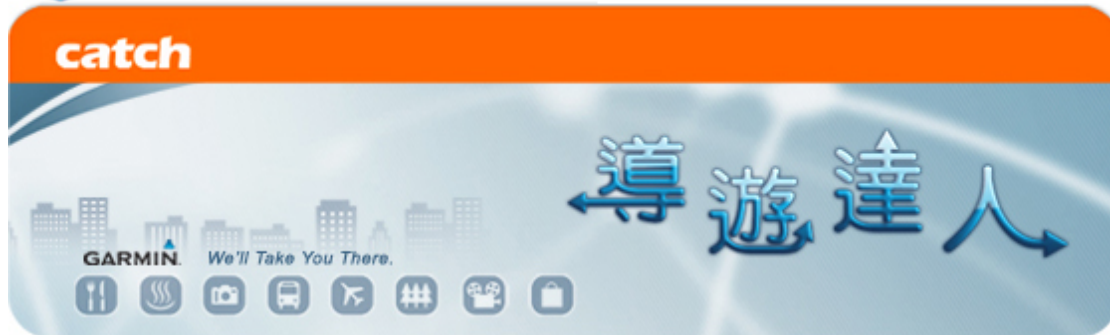 catch
導遊達人
GARMIN. We'll Take You There.